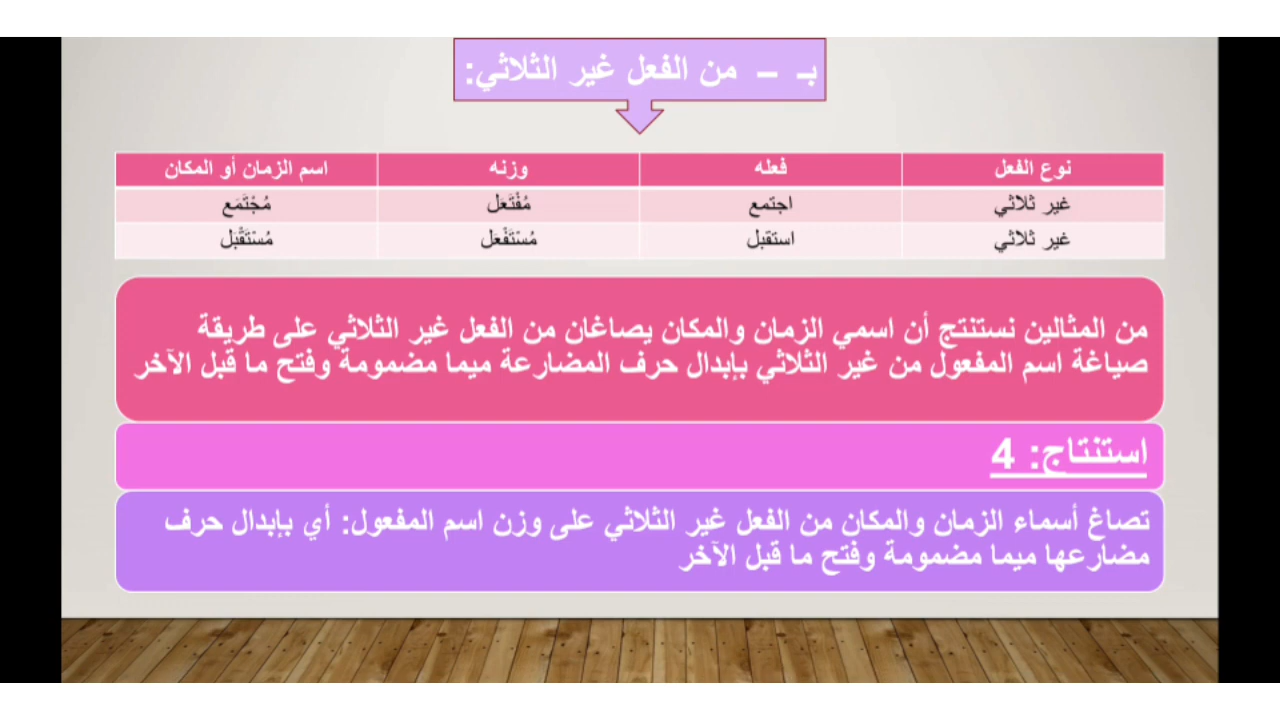 بـ – من الفعل غير الثلاثي:
نوع الفعل فعله وزنه اسم الزمان أو المكان
غير ثلاثي اجتمع مُفْتَعَل مُجْتَمَع
غير ثلاثي استقبل مُسْتَفْعَل مُسْتَقْبَل
من المثالين نستنتج أن اسمي الزمان والمكان يصاغان من الفعل غير الثلاثي على طريقة
صياغة اسم المفعول من غير الثلاثي بإبدال حرف المضارعة ميما مضمومة وفتح ما قبل الآخر
استنتاج: 4
تصاغ أسماء الزمان والمكان من الفعل غير الثلاثي على وزن اسم المفعول: أي بإبدال حرف
مضارعها ميما مضمومة وفتح ما قبل الآخر